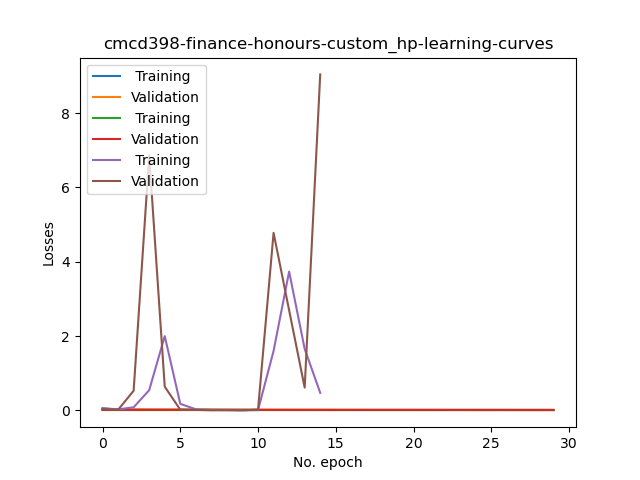 cmcd398-finance-honours-custom_hp-learning-curves
Training
Validation
Training
Validation
Training
Validation
8
6
4
2
0
Losses
0 5 10 15 20 25 30
No. epoch